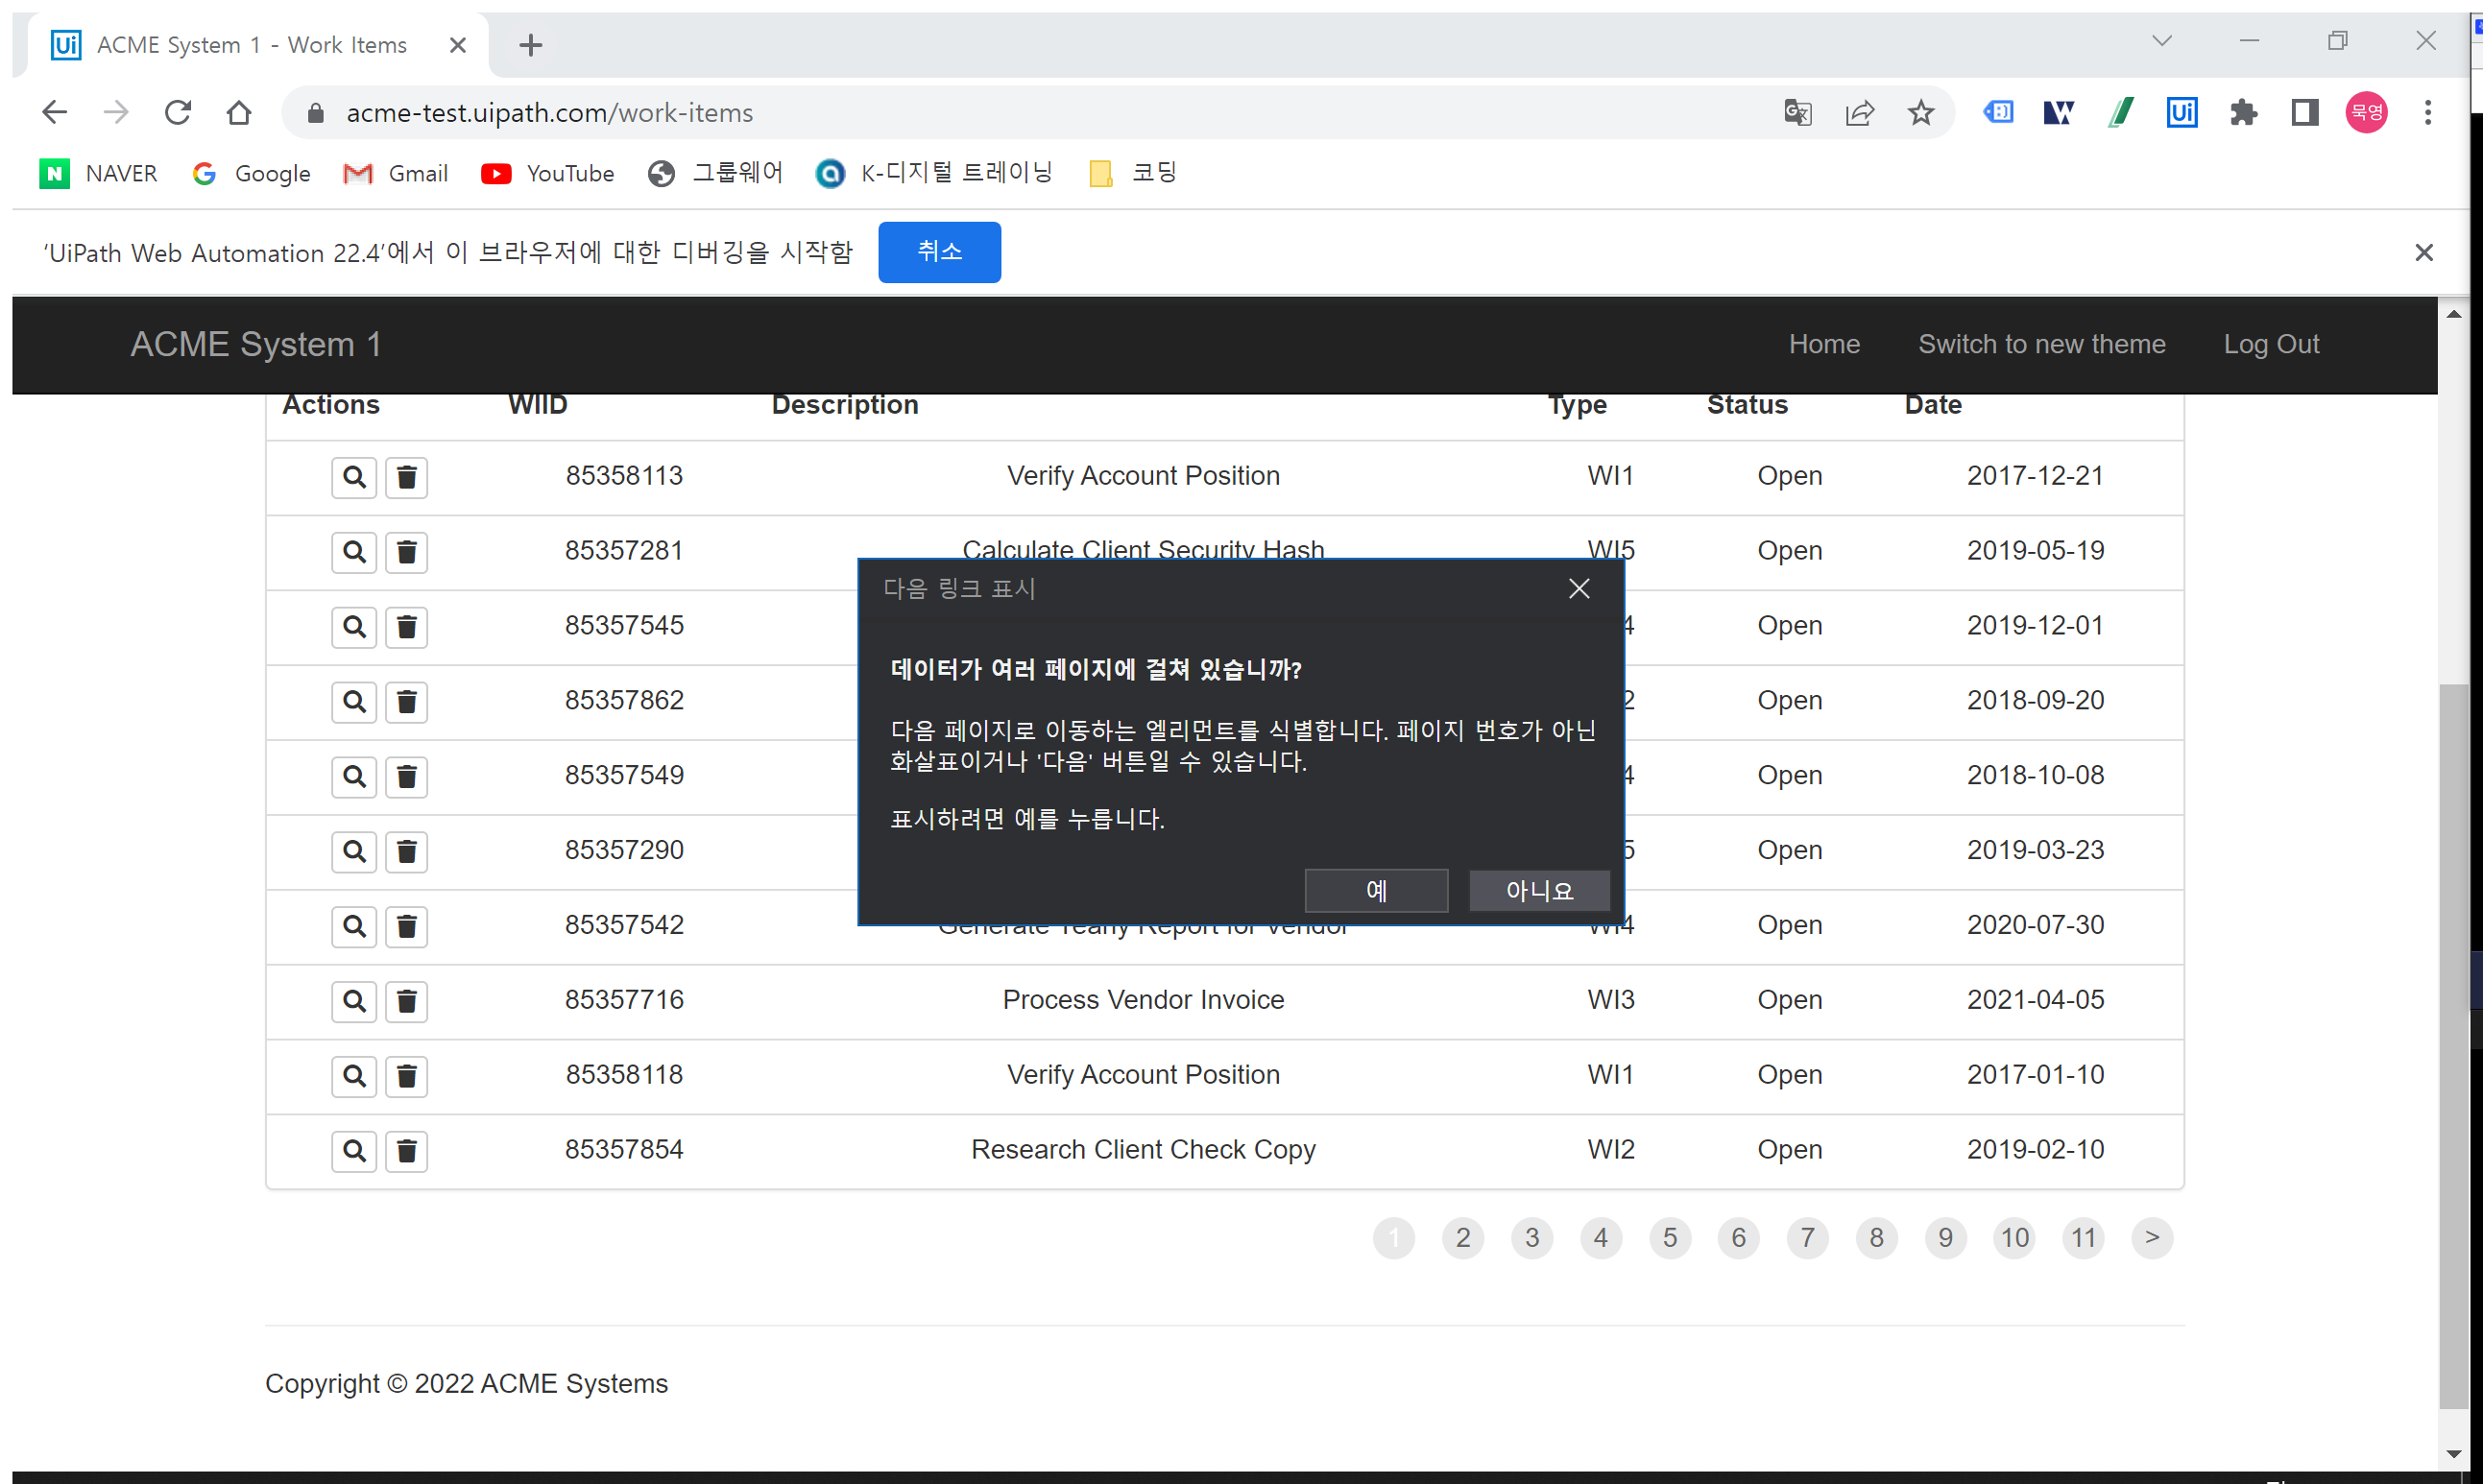 Ui ACME System 1 - Work Items
acme-test.uipath.com/work-items
묵영
NAVER Google Gmail YouTube 그룹웨어 K-디지털 트레이닝 코딩
'UiPath Web Automation 22.4'에서 이 브라우저에 대한 디버깅을 시작함 취소
ACME System 1 Home Switch to new theme Log Out
Actions WIID Description Type Status Date
85358113 Verify Account Position WI1 Open 2017-12-21
85357281 Calculate Client Security Hash WI5 Open 2019-05-19
85357545 4 Open 2019-12-01
85357862 2 Open 2018-09-20
85357549 4 Open 2018-10-08
85357290 5 Open 2019-03-23
85357542 Generate Yearly Report for Vendor WI4 Open 2020-07-30
85357716 Process Vendor Invoice WI3 Open 2021-04-05
85358118 Verify Account Position WI1 Open 2017-01-10
85357854 Research Client Check Copy WI2 Open 2019-02-10
다음 링크 표시
데이터가 여러 페이지에 걸쳐 있습니까?
다음 페이지로 이동하는 엘리먼트를 식별합니다. 페이지 번호가 아닌
화살표이거나 '다음' 버튼일 수 있습니다.
표시하려면 예를 누릅니다.
예 아니요
1 2 3 4 5 6 7 8 9 10 11 >
Copyright © 2022 ACME Systems